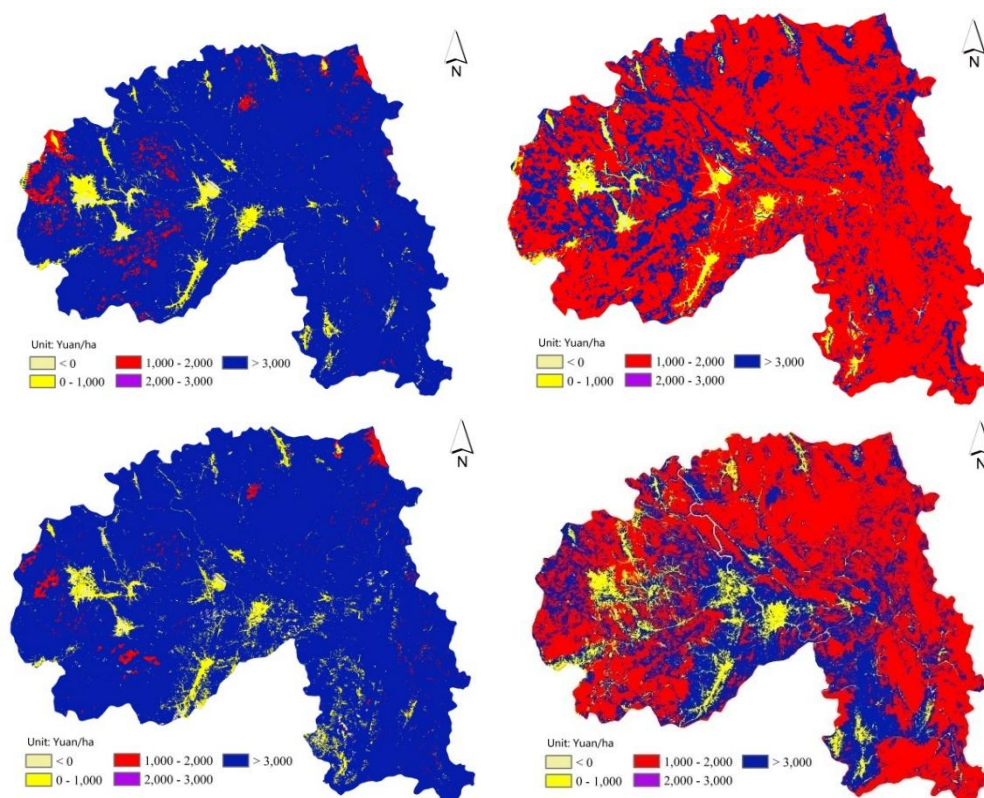 N
N
Unit: Yuan/ha
< 0 1,000 - 2,000 > 3,000
0 - 1,000 2,000 - 3,000
Unit: Yuan/ha
< 0 1,000 - 2,000 > 3,000
0 - 1,000 2,000 - 3,000
N
N
Unit: Yuan/ha
< 0 1,000 - 2,000 > 3,000
0 - 1,000 2,000 - 3,000
Unit: Yuan/ha
< 0 1,000 - 2,000 > 3,000
0 - 1,000 2,000 - 3,000